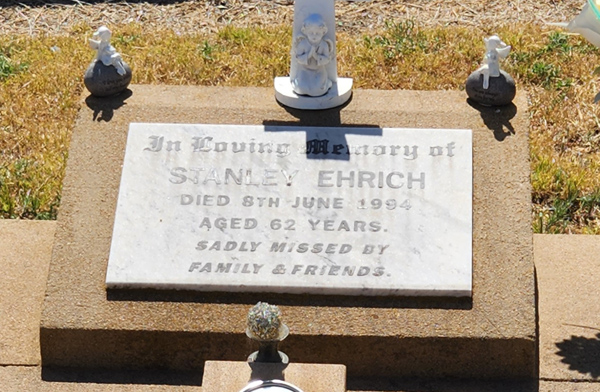 In Loving Memory of
STANLEY EHRICH
DIED 8TH JUNE 1994
AGED 62 YEARS.
SADLY MISSED BY
FAMILY & FRIENDS.